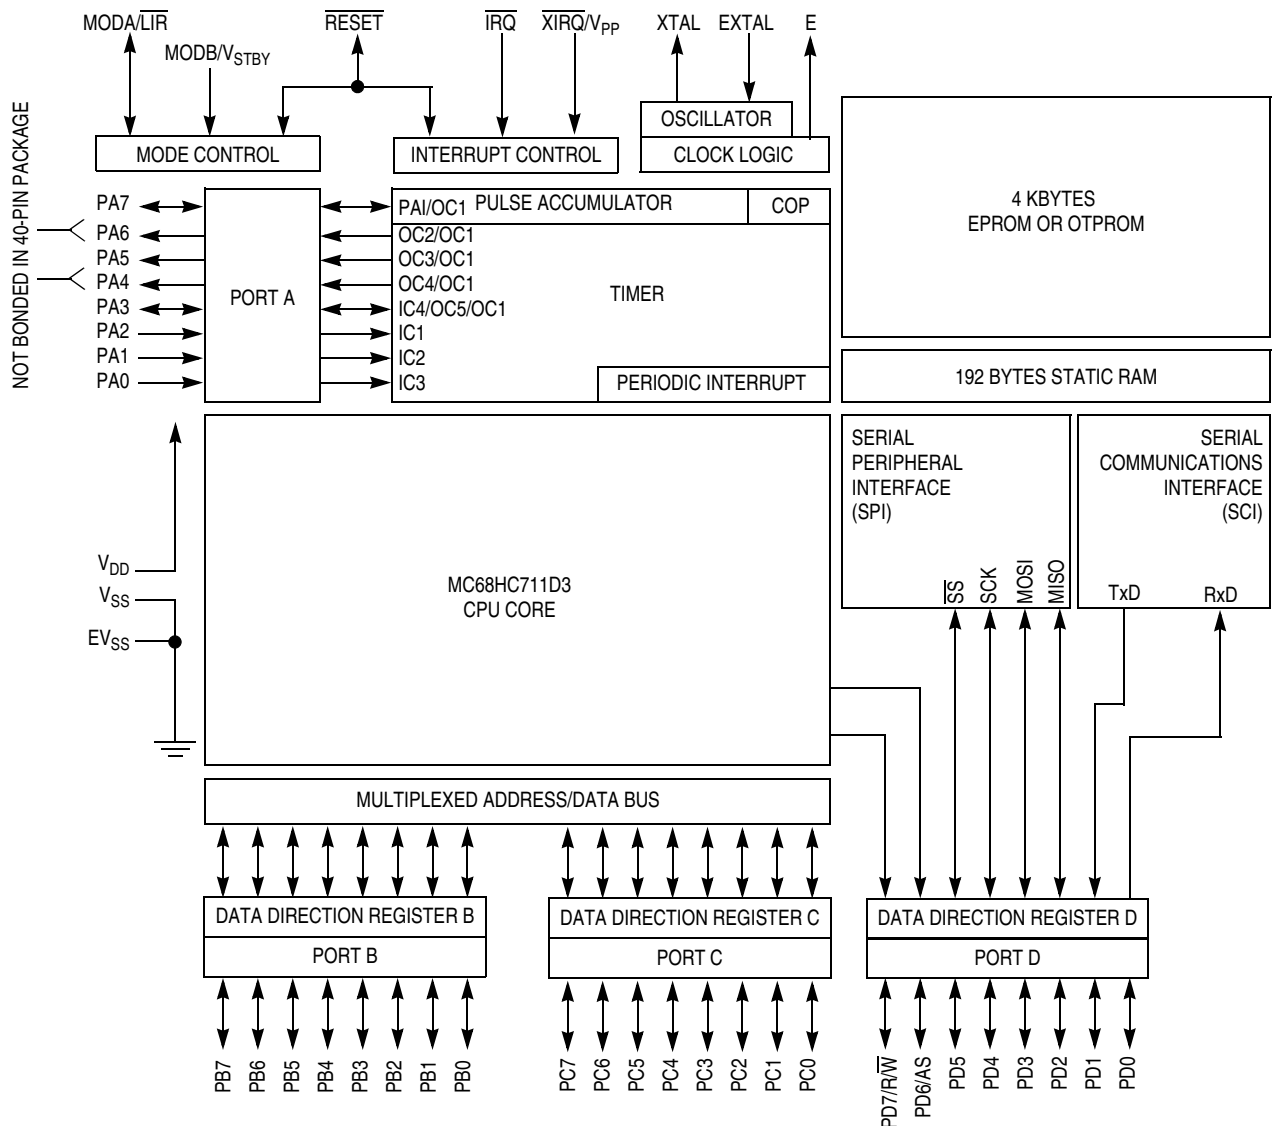 MODA/L̅I̅R̅
R̅E̅S̅E̅T̅
I̅R̅Q̅
X̅I̅R̅Q̅/VPP
XTAL
EXTAL
E
MODB/VSTBY
OSCILLATOR
MODE CONTROL
INTERRUPT CONTROL
CLOCK LOGIC
NOT BONDED IN 40-PIN PACKAGE
PA7
PA6
PA5
PA4
PA3
PA2
PA1
PA0
PORT A
PAI/OC1
PULSE ACCUMULATOR
COP
OC2/OC1
OC3/OC1
OC4/OC1
IC4/OC5/OC1
IC1
IC2
IC3
TIMER
PERIODIC INTERRUPT
4 KBYTES
EPROM OR OTPROM
192 BYTES STATIC RAM
VDD
VSS
EVSS
MC68HC711D3
CPU CORE
SERIAL
PERIPHERAL
INTERFACE
(SPI)
S̅S̅
SCK
MOSI
MISO
SERIAL
COMMUNICATIONS
INTERFACE
(SCI)
TxD
RxD
MULTIPLEXED ADDRESS/DATA BUS
DATA DIRECTION REGISTER B
PORT B
DATA DIRECTION REGISTER C
PORT C
DATA DIRECTION REGISTER D
PORT D
PB7
PB6
PB5
PB4
PB3
PB2
PB1
PB0
PC7
PC6
PC5
PC4
PC3
PC2
PC1
PC0
PD7/R/W̅
PD6/AS
PD5
PD4
PD3
PD2
PD1
PD0